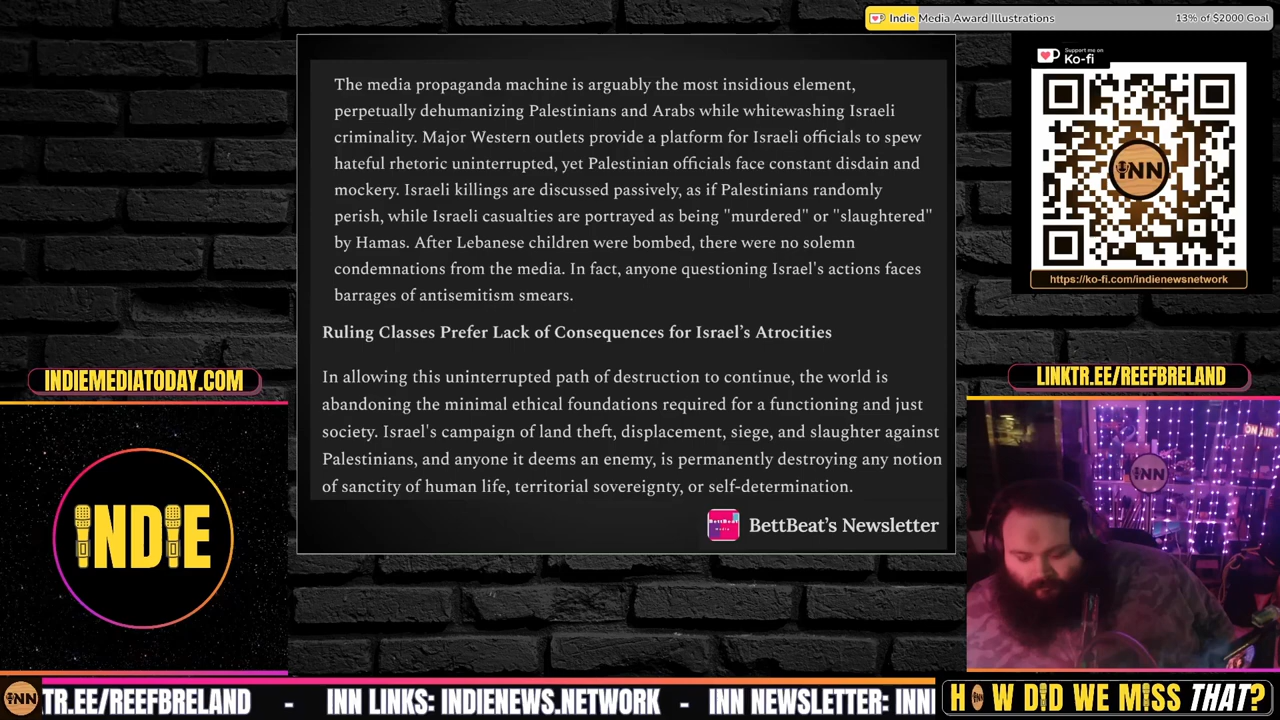 Indie Media Award Illustrations
13% of $2000 Goal
Support me on
Ko-fi
iNN
https://ko-fi.com/indienewsnetwork
The media propaganda machine is arguably the most insidious element,
perpetually dehumanizing Palestinians and Arabs while whitewashing Israeli
criminality. Major Western outlets provide a platform for Israeli officials to spew
hateful rhetoric uninterrupted, yet Palestinian officials face constant disdain and
mockery. Israeli killings are discussed passively, as if Palestinians randomly
perish, while Israeli casualties are portrayed as being "murdered" or "slaughtered"
by Hamas. After Lebanese children were bombed, there were no solemn
condemnations from the media. In fact, anyone questioning Israel's actions faces
barrages of antisemitism smears.
Ruling Classes Prefer Lack of Consequences for Israel’s Atrocities
In allowing this uninterrupted path of destruction to continue, the world is
abandoning the minimal ethical foundations required for a functioning and just
society. Israel's campaign of land theft, displacement, siege, and slaughter against
Palestinians, and anyone it deems an enemy, is permanently destroying any notion
of sanctity of human life, territorial sovereignty, or self-determination.
BettBeat
Media
BettBeat’s Newsletter
INDIEMEDIATODAY.COM
LINKTR.EE/REEFBRELAND
INDIE
ON AIR
iNN
iNN
TR.EE/REEFBRELAND - INN LINKS: INDIENEWS.NETWORK - INN NEWSLETTER: INN
HOW DID WE MISS THAT?